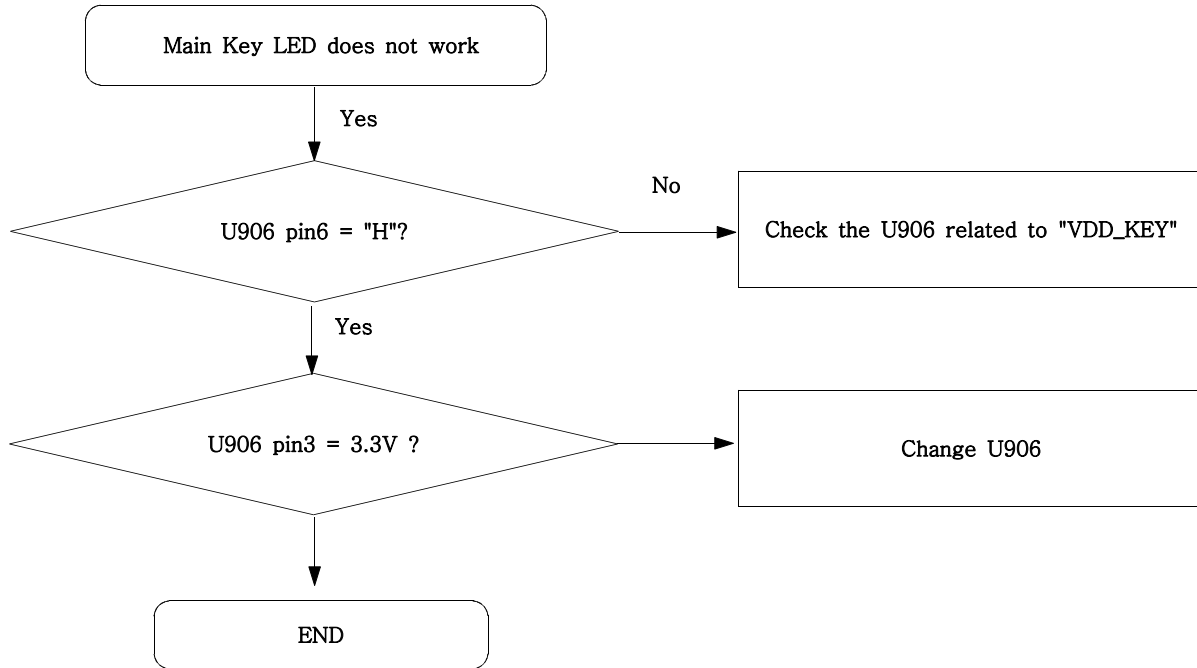 Main Key LED does not work
Yes
No
U906 pin6 = "H"?
Check the U906 related to "VDD_KEY"
Yes
U906 pin3 = 3.3V ?
Change U906
END